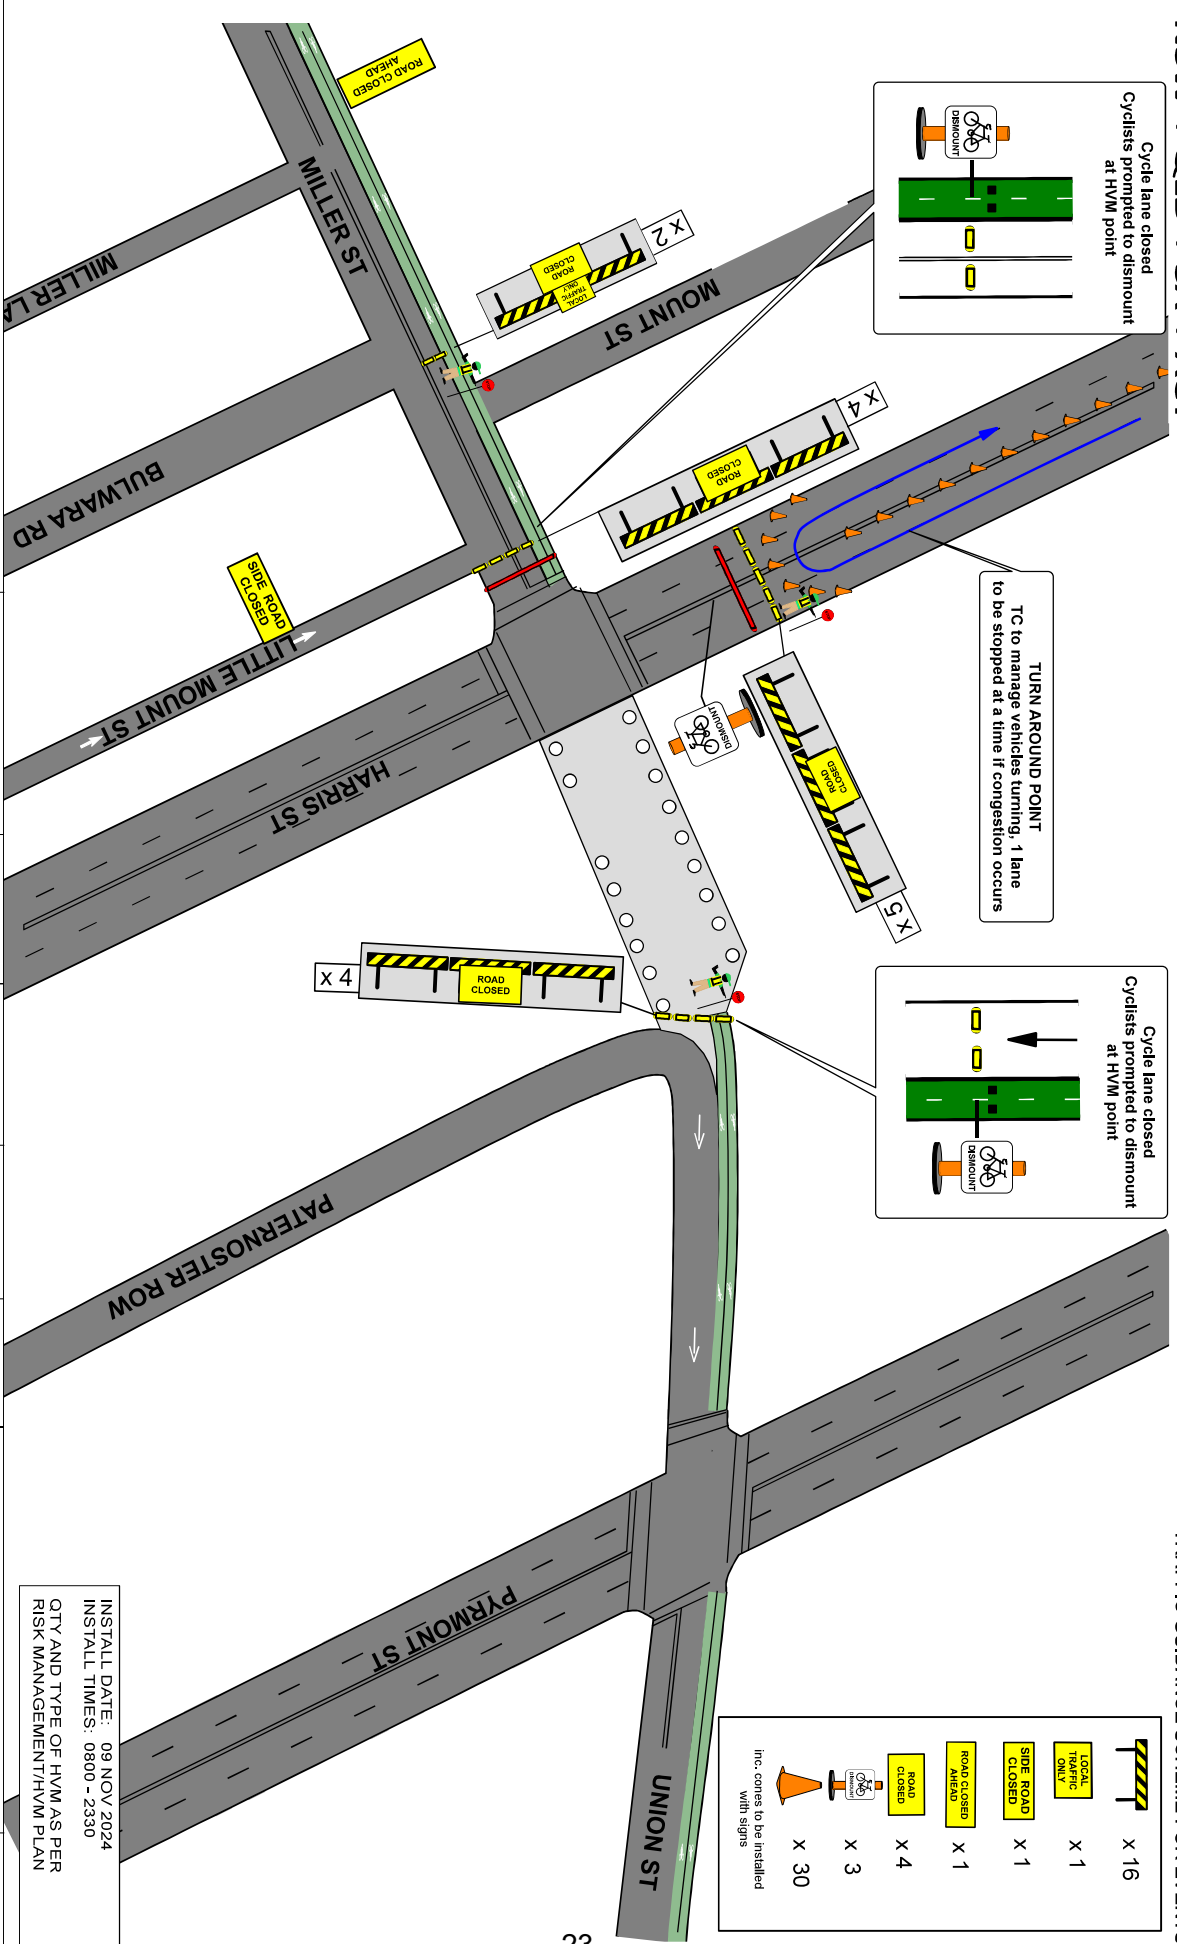 Cycle lane closed
Cyclists prompted to dismount
at HVM point
DISMOUNT
ROAD CLOSED
AHEAD
MILLER ST
MILLER LA
x 2
ROAD
CLOSED
LOCAL
TRAFFIC
ONLY
MOUNT ST
BULWARA RD
x 4
ROAD
CLOSED
SIDE ROAD
CLOSED
LITTLE MOUNT ST
HARRIS ST
TURN AROUND POINT
TC to manage vehicles turning, 1 lane
to be stopped at a time if congestion occurs
DISMOUNT
ROAD
CLOSED
x 5
x 4
ROAD
CLOSED
Cycle lane closed
Cyclists prompted to dismount
at HVM point
DISMOUNT
PATERNOSTER ROW
PYRMONT ST
UNION ST
x 16
LOCAL
TRAFFIC
ONLY
x 1
SIDE ROAD
CLOSED
x 1
ROAD CLOSED
AHEAD
x 1
ROAD
CLOSED
x 4
DISMOUNT
x 3
x 30
inc. cones to be installed
with signs
INSTALL DATE: 09 NOV 2024
INSTALL TIMES: 0800 - 2330
QTY AND TYPE OF HVM AS PER
RISK MANAGEMENT/HVM PLAN
23